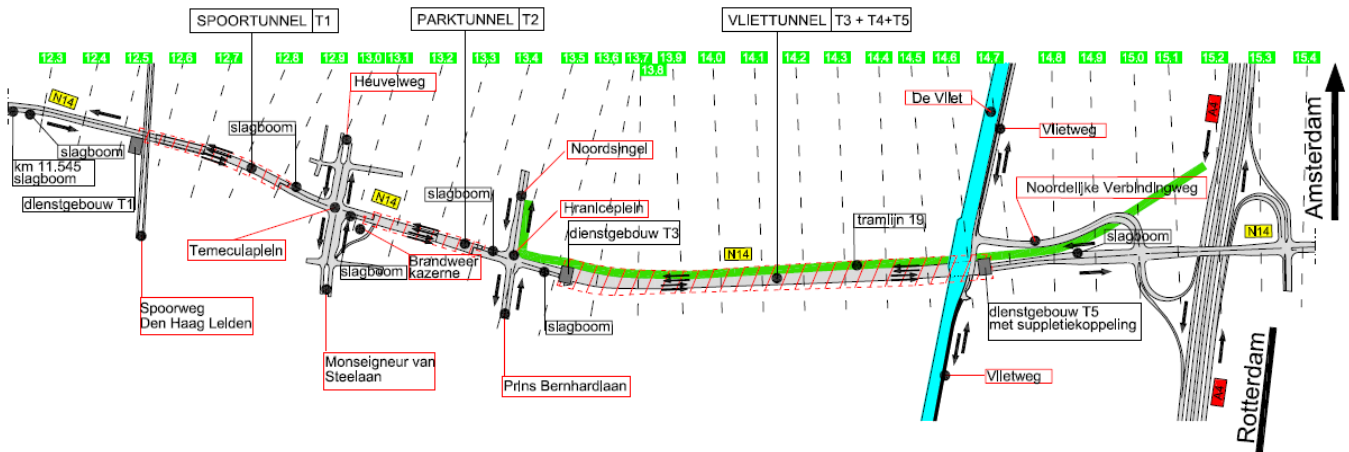 SPOORTUNNEL T1
PARKTUNNEL T2
VLIETTUNNEL T3 + T4+T5
12.3
12.4
12.5
12.6
12.7
12.8
12.9
13.0
13.1
13.2
13.3
13.4
13.5
13.6
13.7
13.8
13.9
14.0
14.1
14.2
14.3
14.4
14.5
14.6
14.7
14.8
14.9
15.0
15.1
15.2
15.3
15.4
N14
slagboom
km 11.545
slagboom
dienstgebouw T1
slagboom
Heuvelweg
N14
Temeculaplein
slagboom
Brandweer
kazerne
slagboom
Noordsingel
Hraniceplein
dienstgebouw T3
slagboom
Spoorweg
Den Haag Leiden
Monseigneur van
Steelaan
Prins Bernhardlaan
N14
tramlijn 19
De Vliet
Vlietweg
Noordelijke Verbindingweg
slagboom
N14
dienstgebouw T5
met suppletiekoppeling
Vlietweg
A4
A4
Amsterdam
Rotterdam